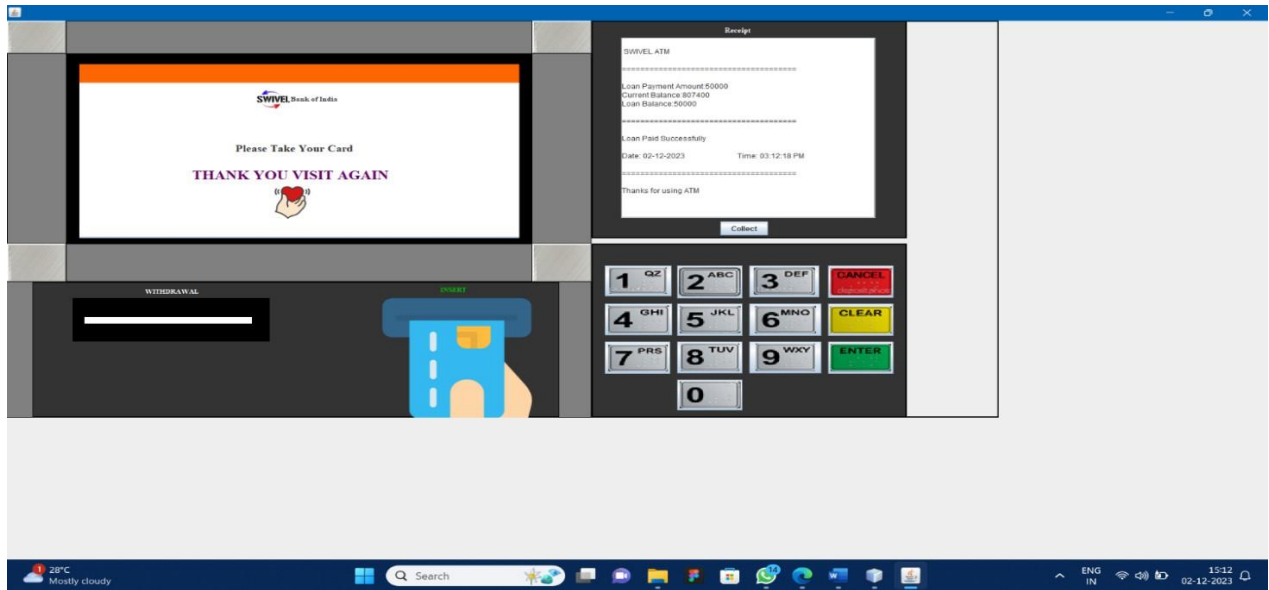 Receipt
SWIVEL ATM
======================================
Loan Payment Amount:50000
Current Balance:807400
Loan Balance:50000
======================================
Loan Paid Successfully
Date: 02-12-2023 Time: 03:12:18 PM
======================================
Thanks for using ATM
Collect
SWIVEL Bank of India
Please Take Your Card
THANK YOU VISIT AGAIN
WITHDRAWAL
INSERT
1 QZ
2 ABC
3 DEF
CANCEL
4 GHI
5 JKL
6 MNO
CLEAR
7 PRS
8 TUV
9 WXY
ENTER
0
1
28°C
Mostly cloudy
Search
14
ENG
IN
15:12
02-12-2023